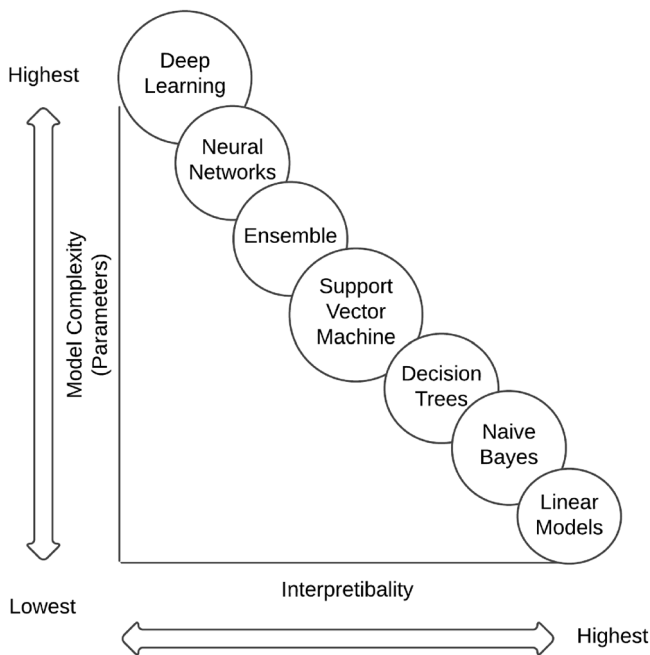 Deep
Learning
Highest
Neural
Networks
Ensemble
Model Complexity
(Parameters)
Support
Vector
Machine
Decision
Trees
Naive
Bayes
Linear
Models
Interpretibality
Lowest
Highest